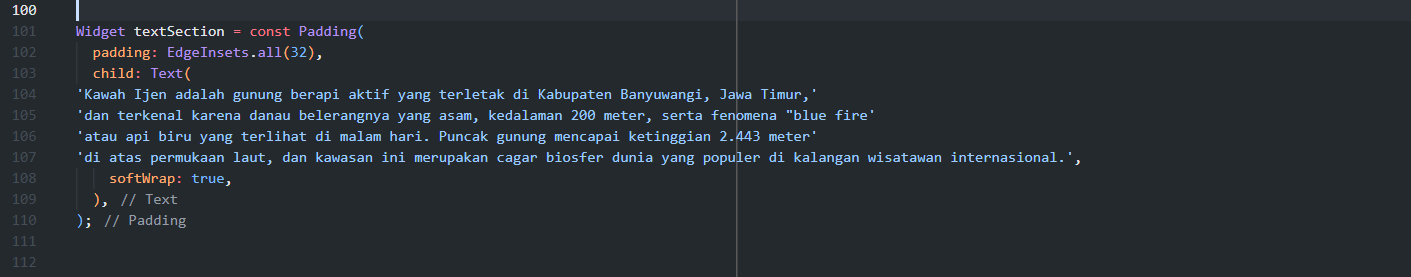 100
101 Widget textSection = const Padding(
102 padding: EdgeInsets.all(32),
103 child: Text(
104 'Kawah Ijen adalah gunung berapi aktif yang terletak di Kabupaten Banyuwangi, Jawa Timur,'
105 'dan terkenal karena danau belerangnya yang asam, kedalaman 200 meter, serta fenomena "blue fire'
106 'atau api biru yang terlihat di malam hari. Puncak gunung mencapai ketinggian 2.443 meter'
107 'di atas permukaan laut, dan kawasan ini merupakan cagar biosfer dunia yang populer di kalangan wisatawan internasional.',
108 softWrap: true,
109 ), // Text
110 ); // Padding
111
112